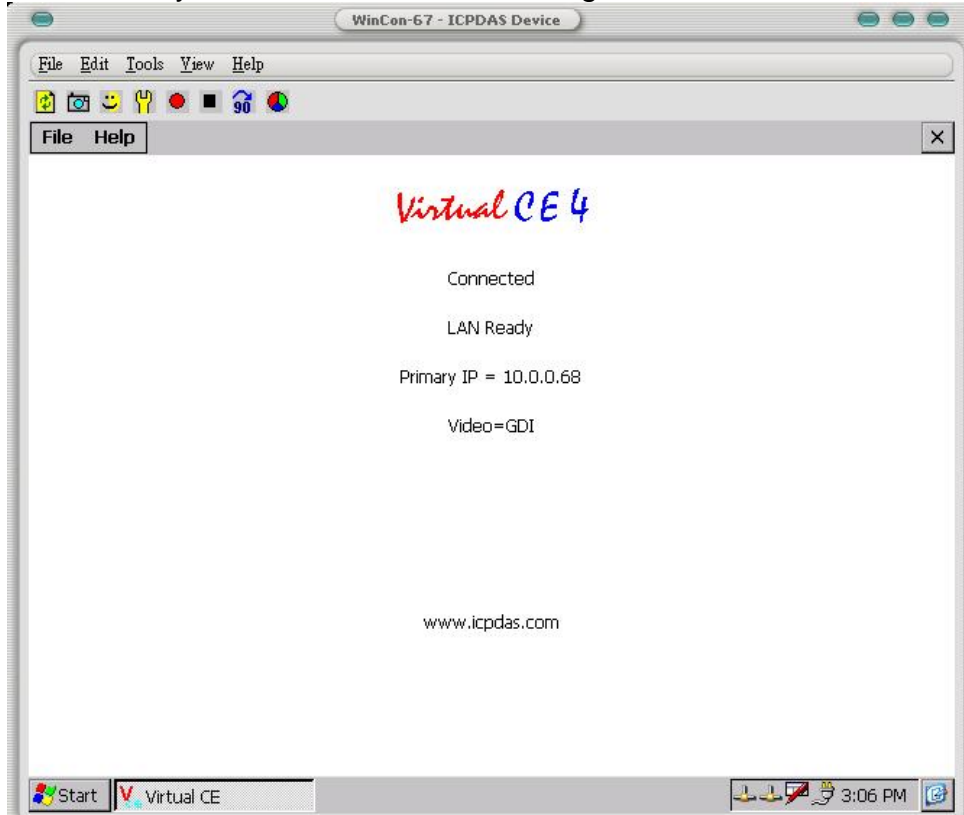 WinCon-67 - ICPDAS Device
File Edit Tools View Help
90
File Help
Virtual CE 4
Connected
LAN Ready
Primary IP = 10.0.0.68
Video=GDI
www.icpdas.com
Start Virtual CE 3:06 PM